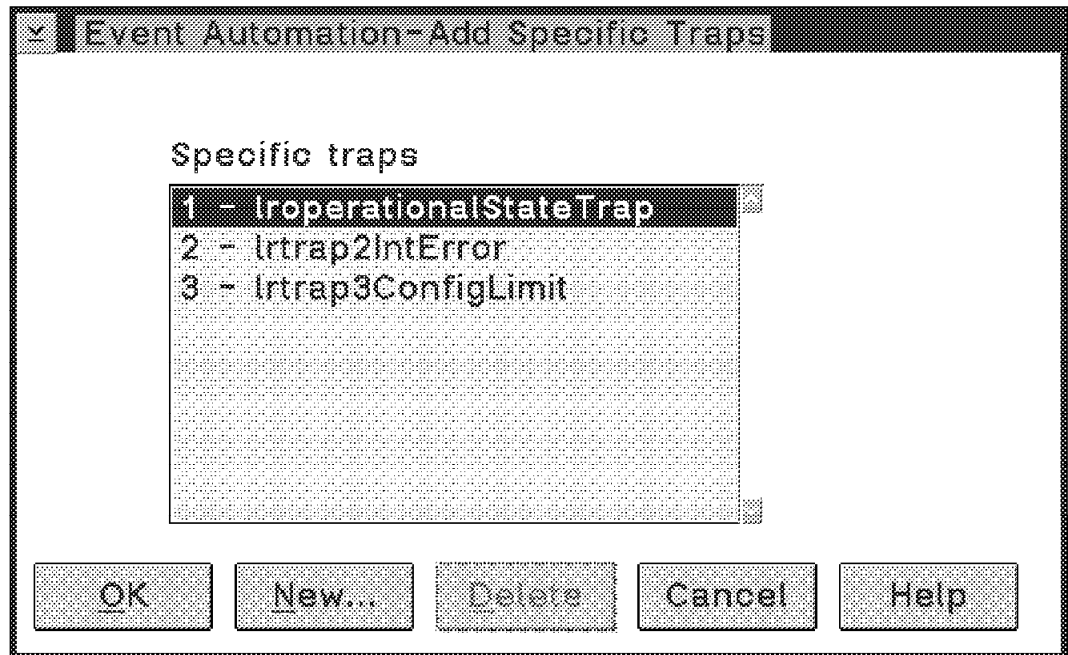 Event Automation-Add Specific Traps
Specific traps
1 - lroperationalStateTrap
2 - lrtrap2IntError
3 - lrtrap3ConfigLimit
OK New... Delete Cancel Help